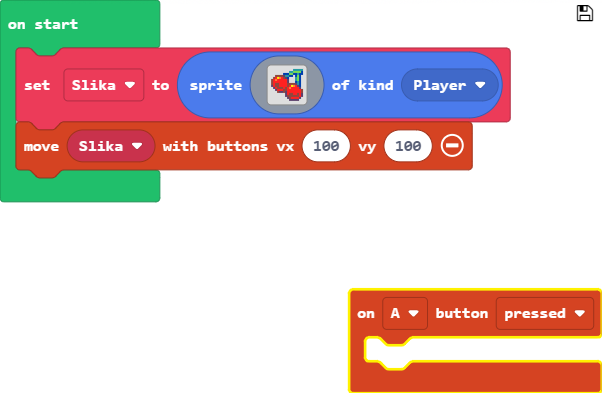 on start
set Slika to sprite of kind Player
move Slika with buttons vx 100 vy 100
on A button pressed